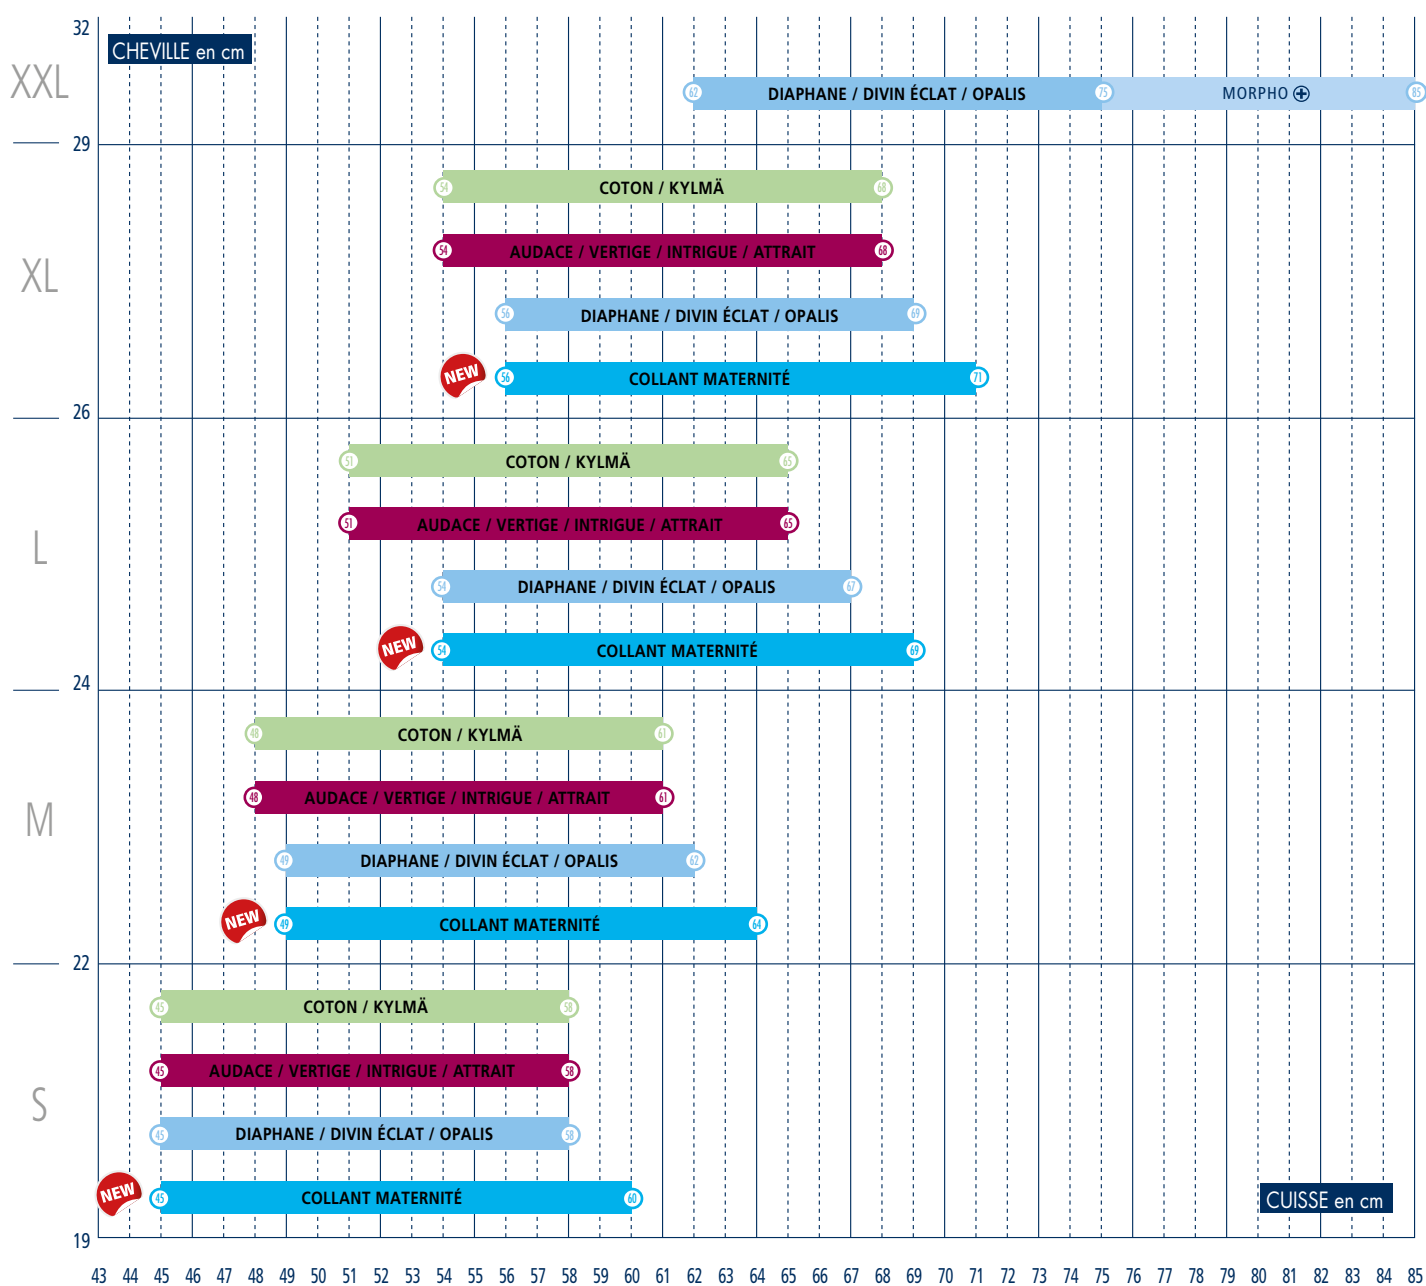 32
CHEVILLE en cm
XXL
62 DIAPHANE / DIVIN ÉCLAT / OPALIS 75 MORPHO 85
29
54 COTON / KYLMÄ 68
54 AUDACE / VERTIGE / INTRIGUE / ATTRAIT 68
XL
56 DIAPHANE / DIVIN ÉCLAT / OPALIS 69
NEW 56 COLLANT MATERNITÉ 71
26
51 COTON / KYLMÄ 65
51 AUDACE / VERTIGE / INTRIGUE / ATTRAIT 65
L
54 DIAPHANE / DIVIN ÉCLAT / OPALIS 67
NEW 54 COLLANT MATERNITÉ 69
24
48 COTON / KYLMÄ 61
48 AUDACE / VERTIGE / INTRIGUE / ATTRAIT 61
M
49 DIAPHANE / DIVIN ÉCLAT / OPALIS 62
NEW 49 COLLANT MATERNITÉ 64
22
45 COTON / KYLMÄ 58
45 AUDACE / VERTIGE / INTRIGUE / ATTRAIT 58
S
45 DIAPHANE / DIVIN ÉCLAT / OPALIS 58
NEW 45 COLLANT MATERNITÉ 60
CUISSE en cm
19
43 44 45 46 47 48 49 50 51 52 53 54 55 56 57 58 59 60 61 62 63 64 65 66 67 68 69 70 71 72 73 74 75 76 77 78 79 80 81 82 83 84 85